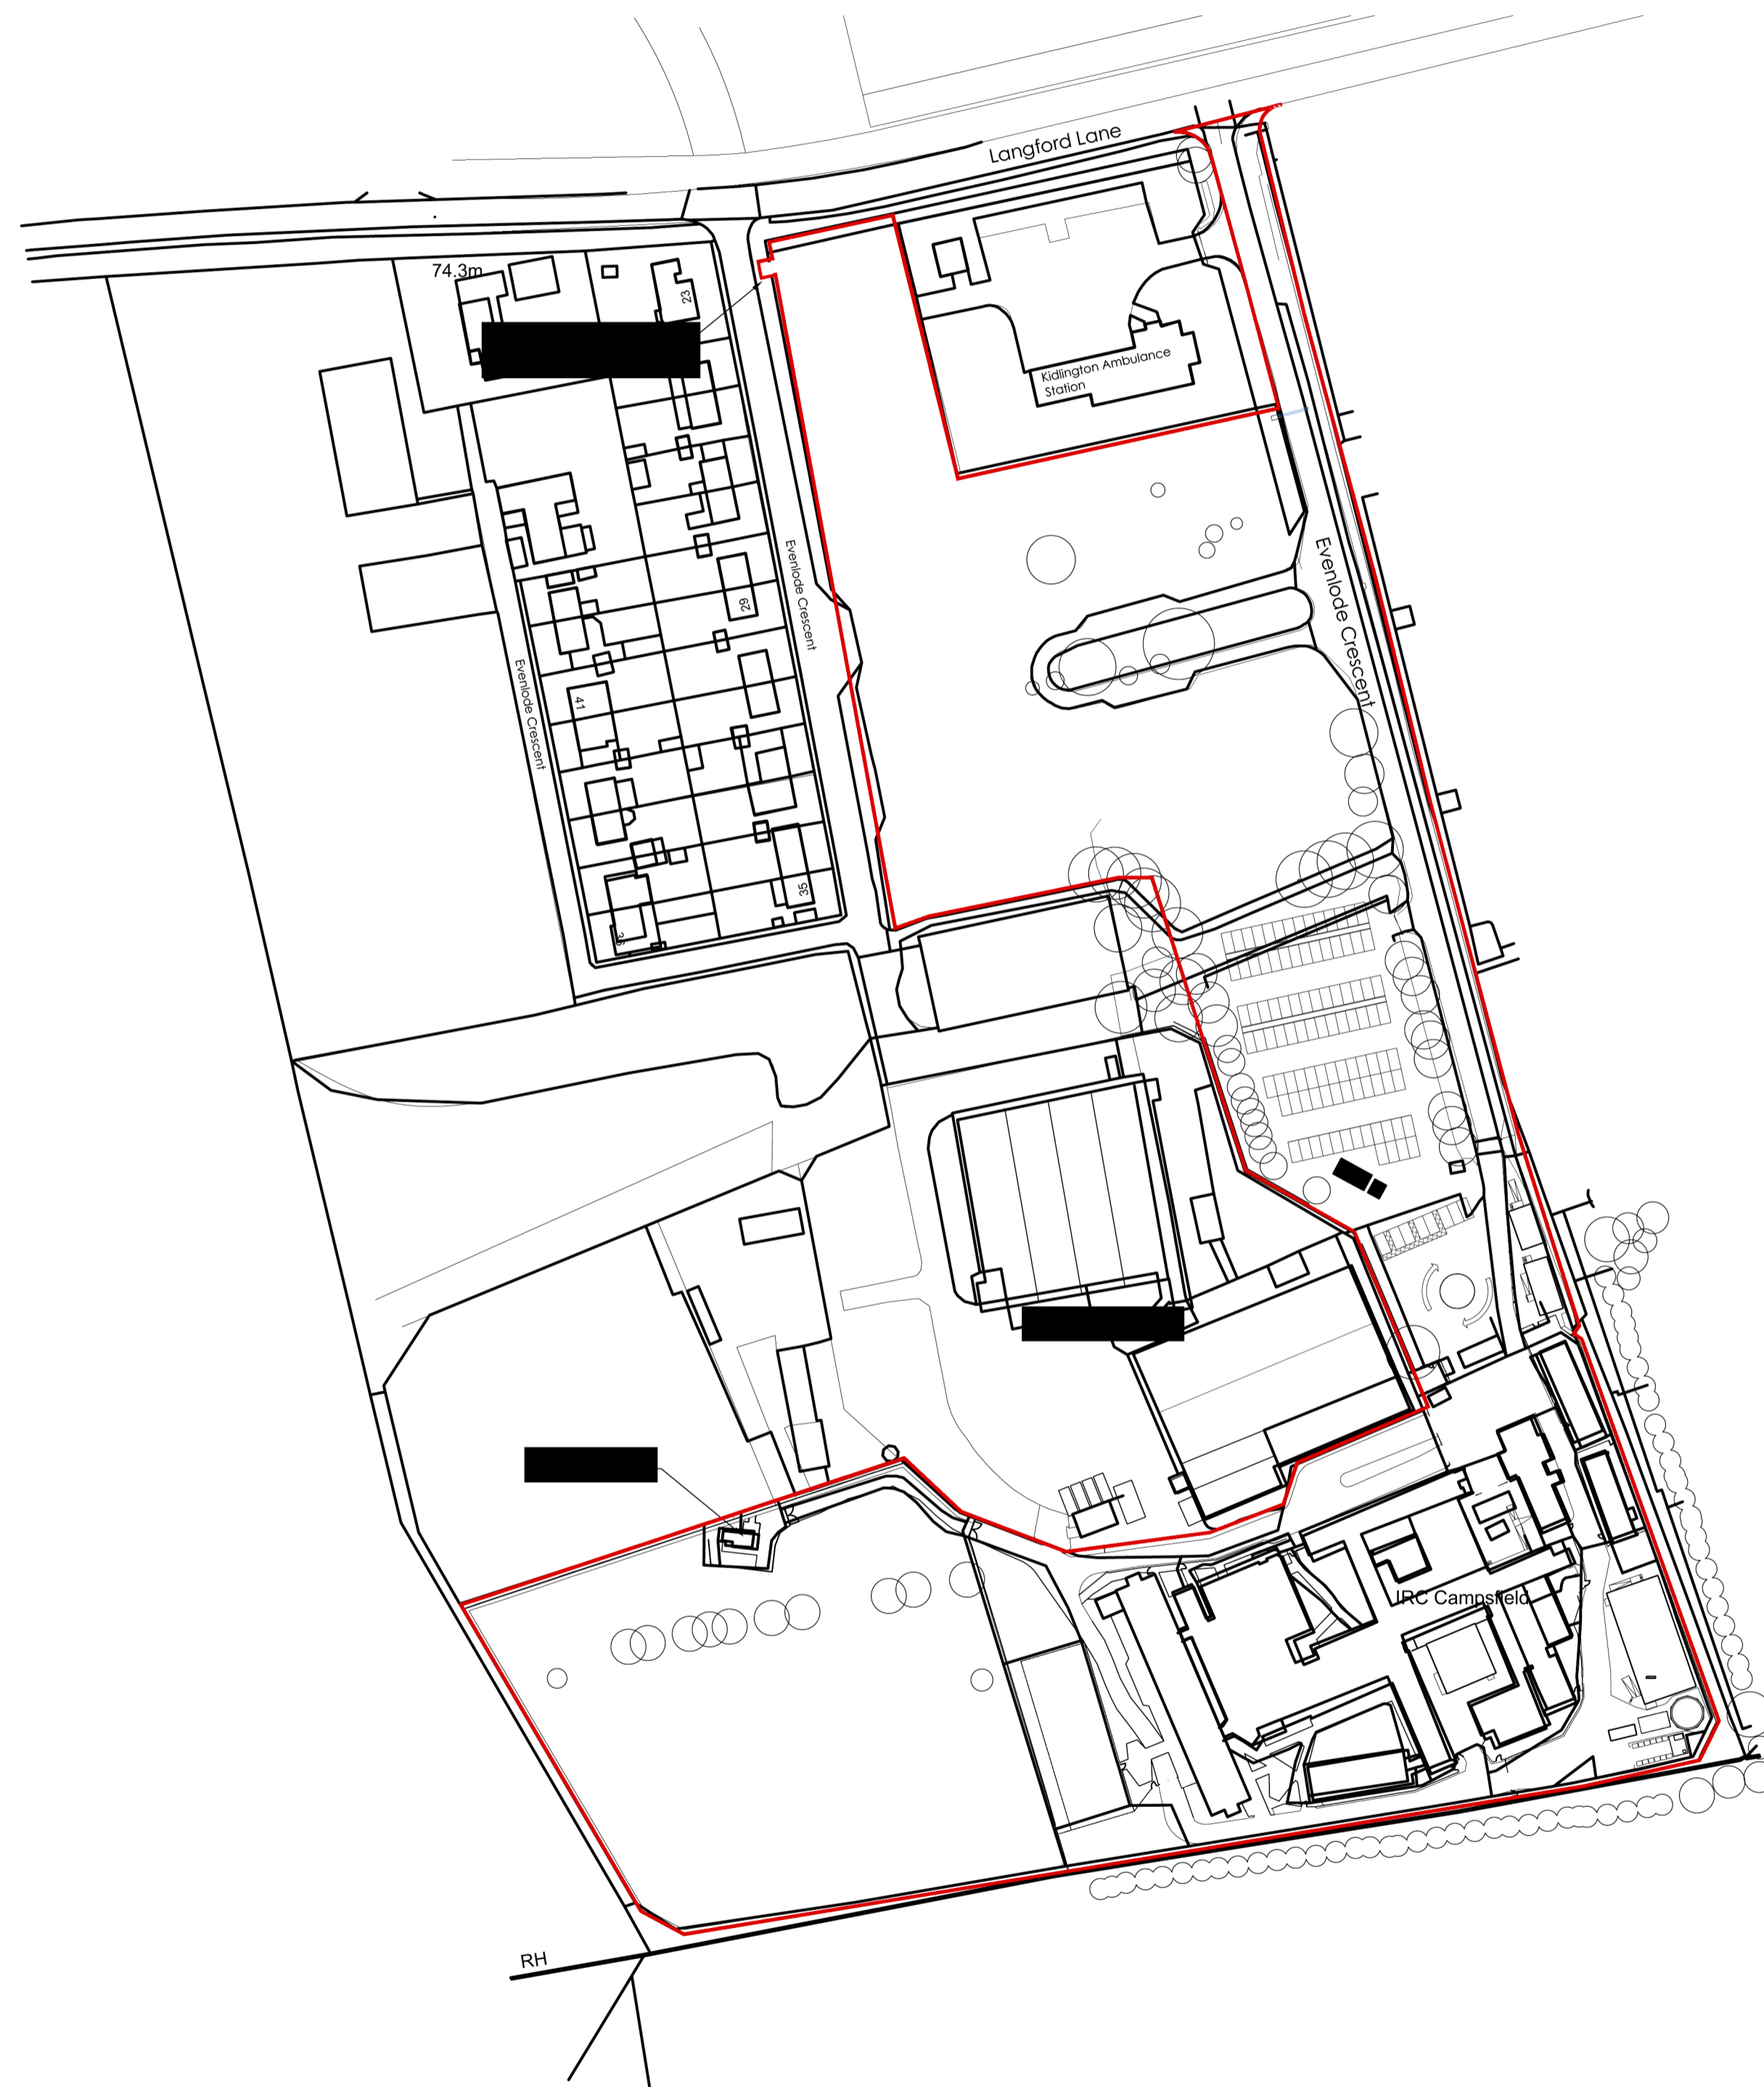 Langford Lane
74.3m
23
Kidlington Ambulance
Station
Evenlode Crescent
Evenlode Crescent
29
Evenlode Crescent
41
35
36
IRC Campsfield
RH